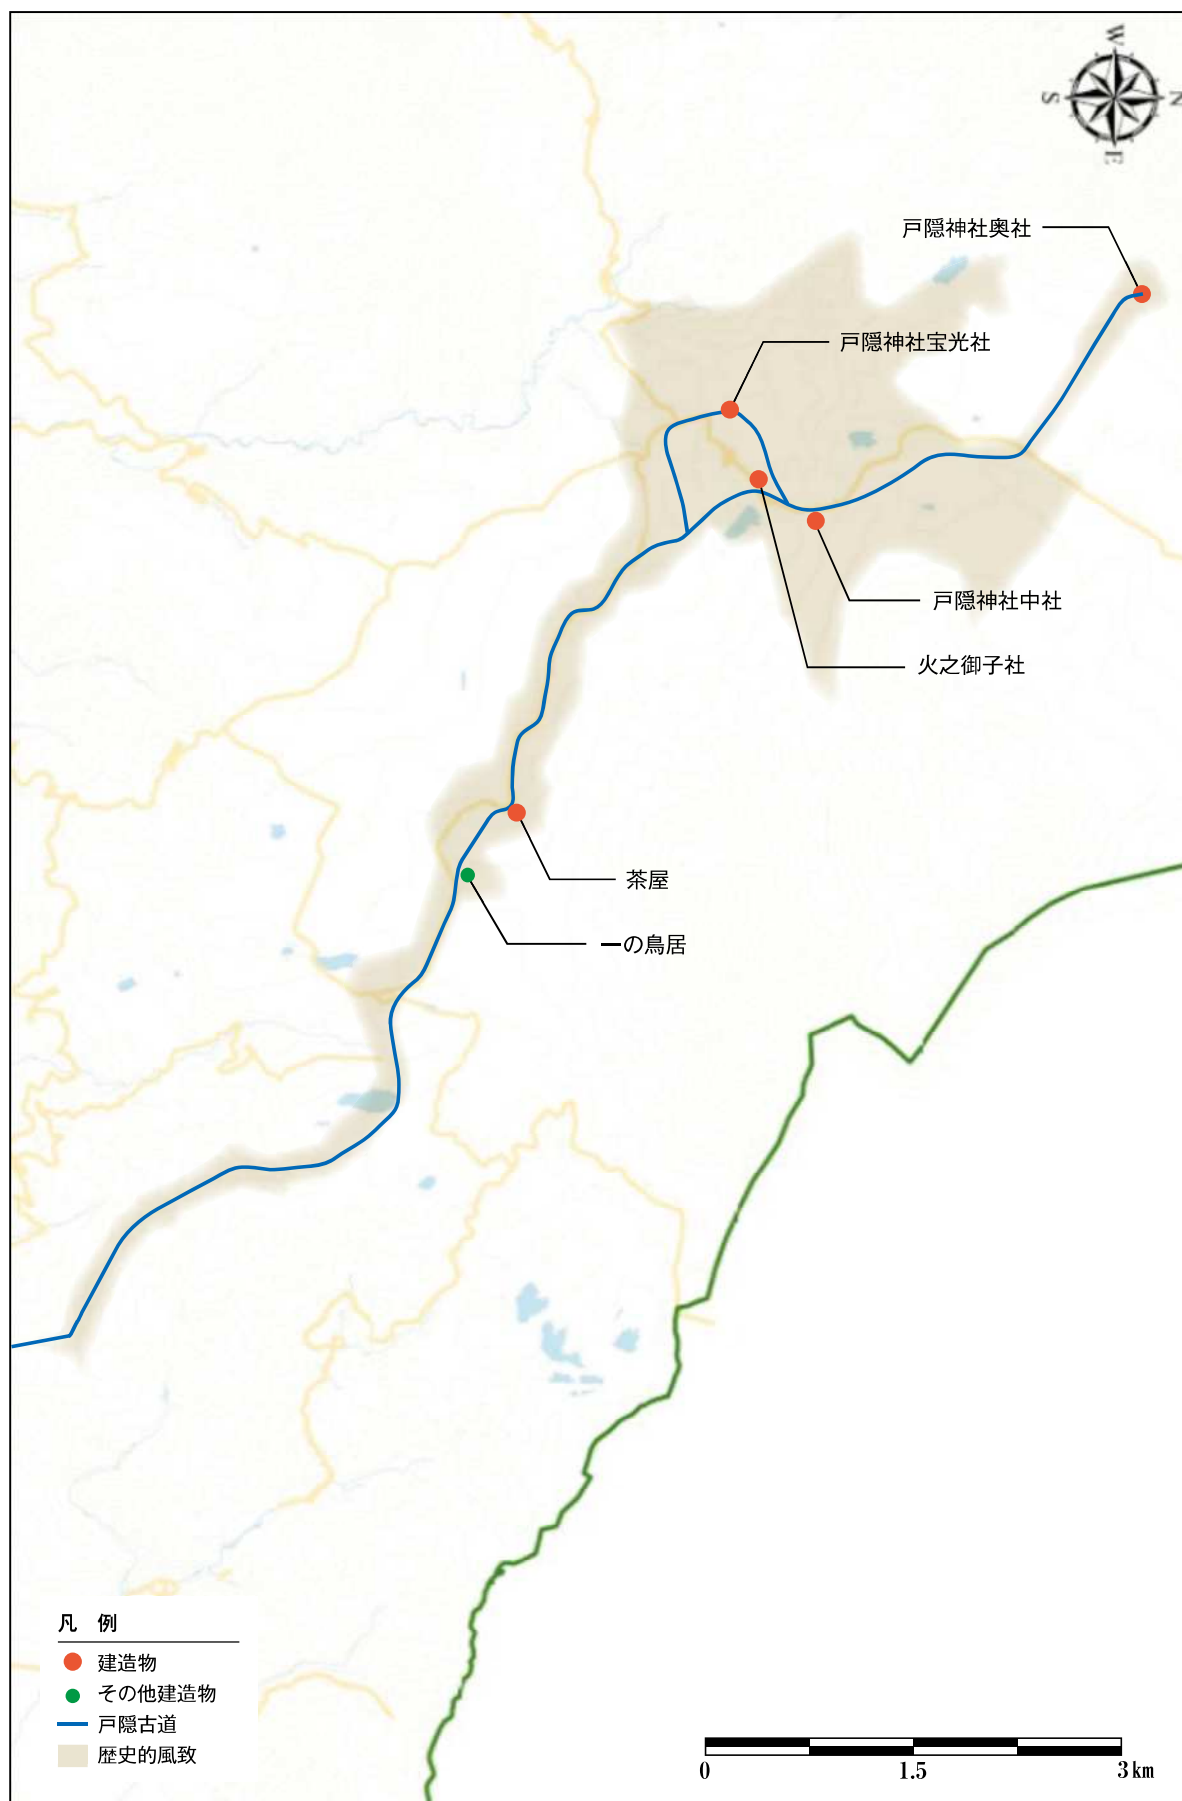 W
S
N
E
戸隠神社奥社
戸隠神社宝光社
戸隠神社中社
火之御子社
茶屋
一の鳥居
凡 例
建造物
その他建造物
戸隠古道
歴史的風致
0 1.5 3km